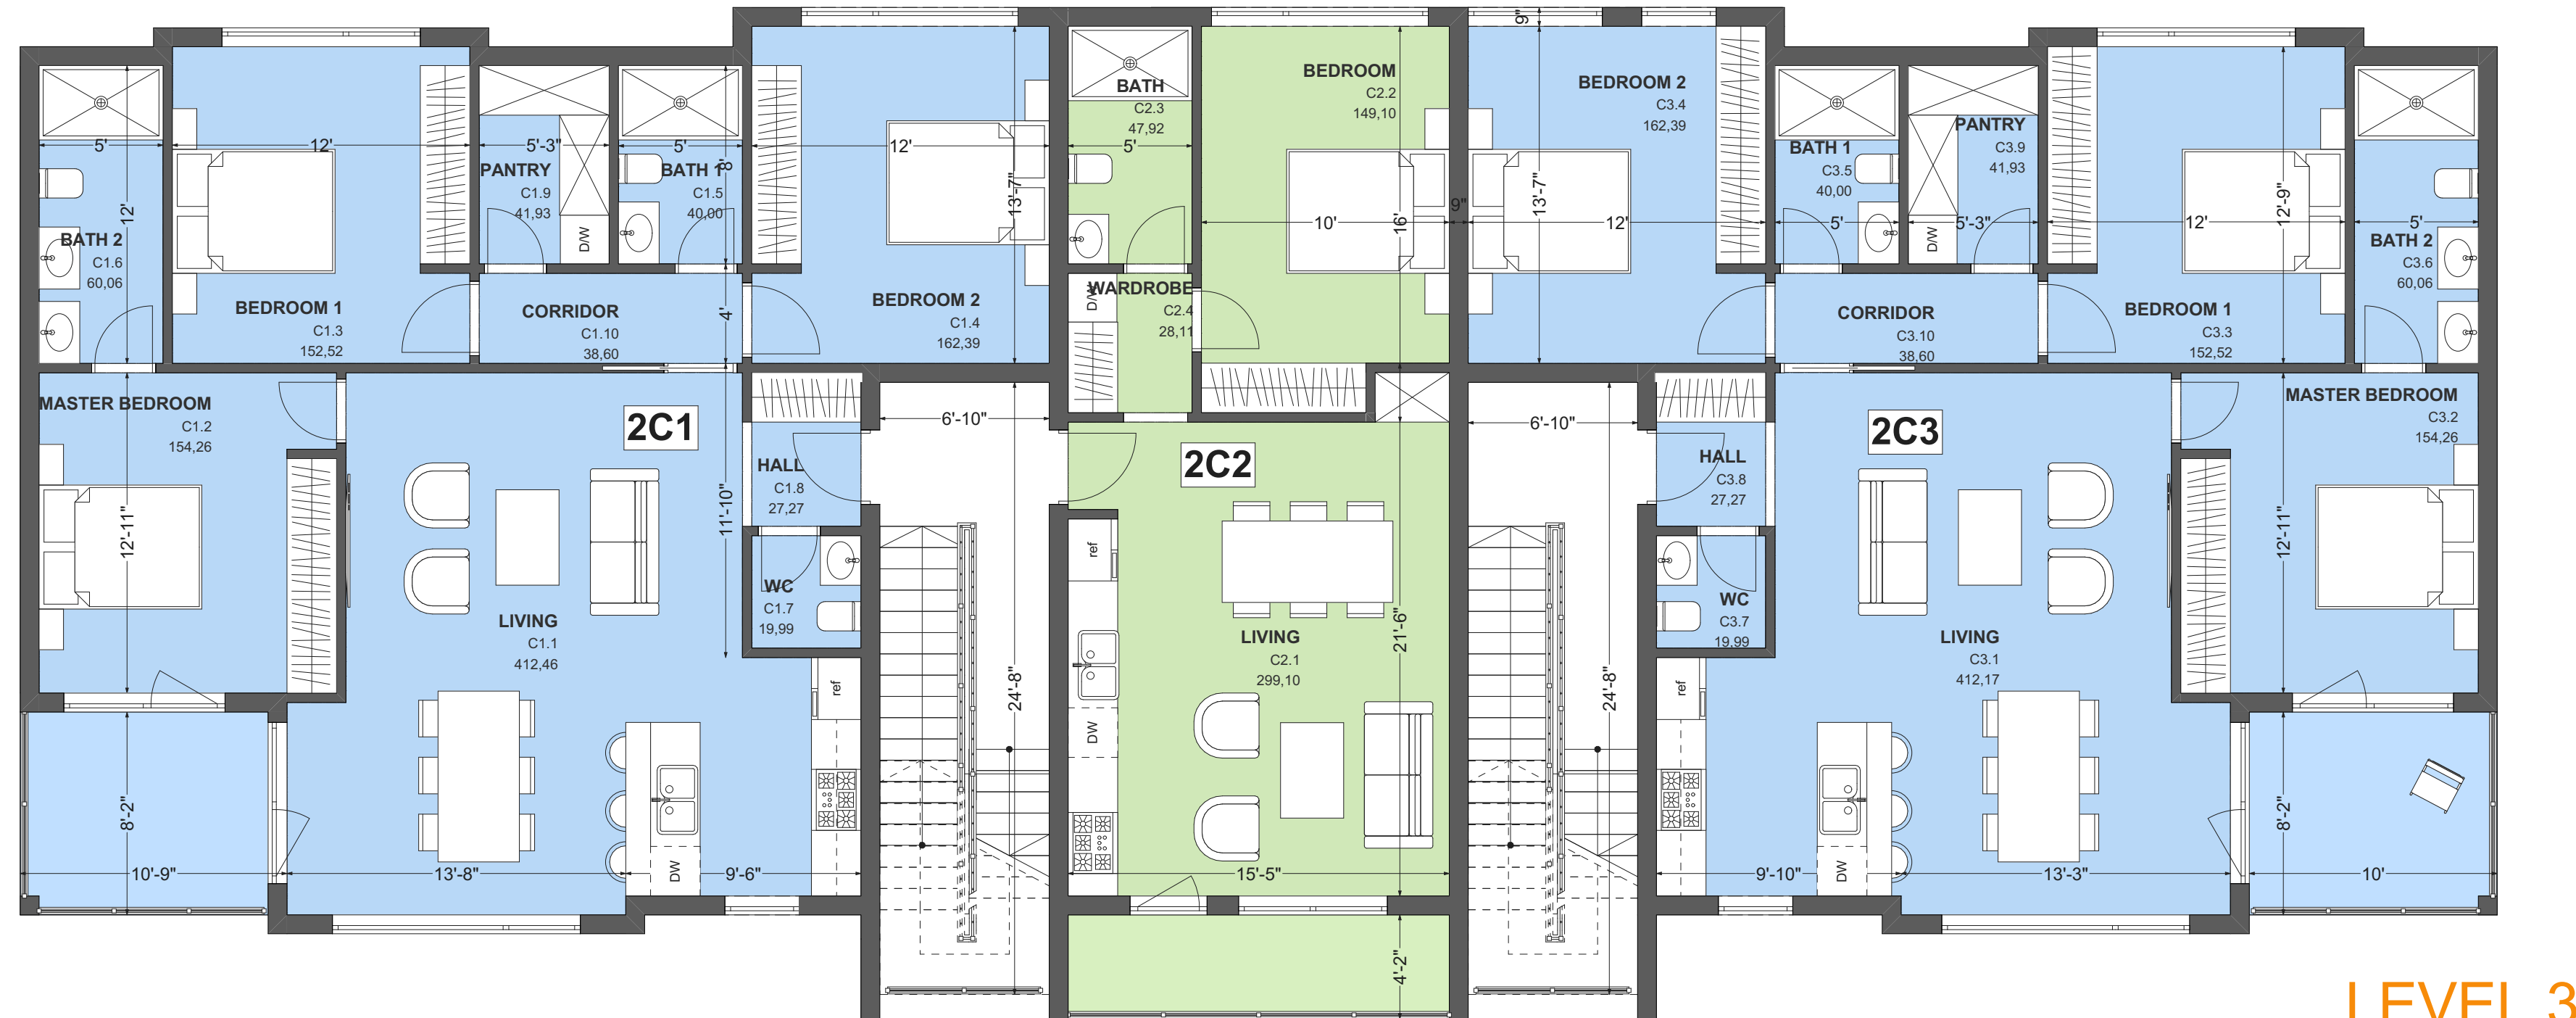 9"
5'
12'
5'-3"
5'
12'
5'
12'
8'
13'-7"
BATH 2
C1.6
60,06
BEDROOM 1
C1.3
152,52
PANTRY
C1.9
41,93
D/W
BATH 1
C1.5
40,00
CORRIDOR
C1.10
38,60
4'
BEDROOM 2
C1.4
162,39
BATH
C2.3
47,92
WARDROBE
C2.4
28,11
D/W
BEDROOM
C2.2
149,10
10'
16'
9"
BEDROOM 2
C3.4
162,39
13'-7"
12'
BATH 1
C3.5
40,00
5'
PANTRY
C3.9
41,93
5'-3"
D/W
CORRIDOR
C3.10
38,60
BEDROOM 1
C3.3
152,52
12'
12'-9"
5'
BATH 2
C3.6
60,06
MASTER BEDROOM
C1.2
154,26
12'-11"
2C1
11'-10"
LIVING
C1.1
412,46
HALL
C1.8
27,27
WC
C1.7
19,99
ref
DW
6'-10"
24'-8"
2C2
ref
DW
LIVING
C2.1
299,10
21'-6"
15'-5"
4'-2"
6'-10"
24'-8"
HALL
C3.8
27,27
WC
C3.7
19,99
ref
DW
2C3
LIVING
C3.1
412,17
MASTER BEDROOM
C3.2
154,26
12'-11"
8'-2"
10'-9"
13'-8"
9'-6"
9'-10"
13'-3"
8'-2"
10'
LEVEL 3